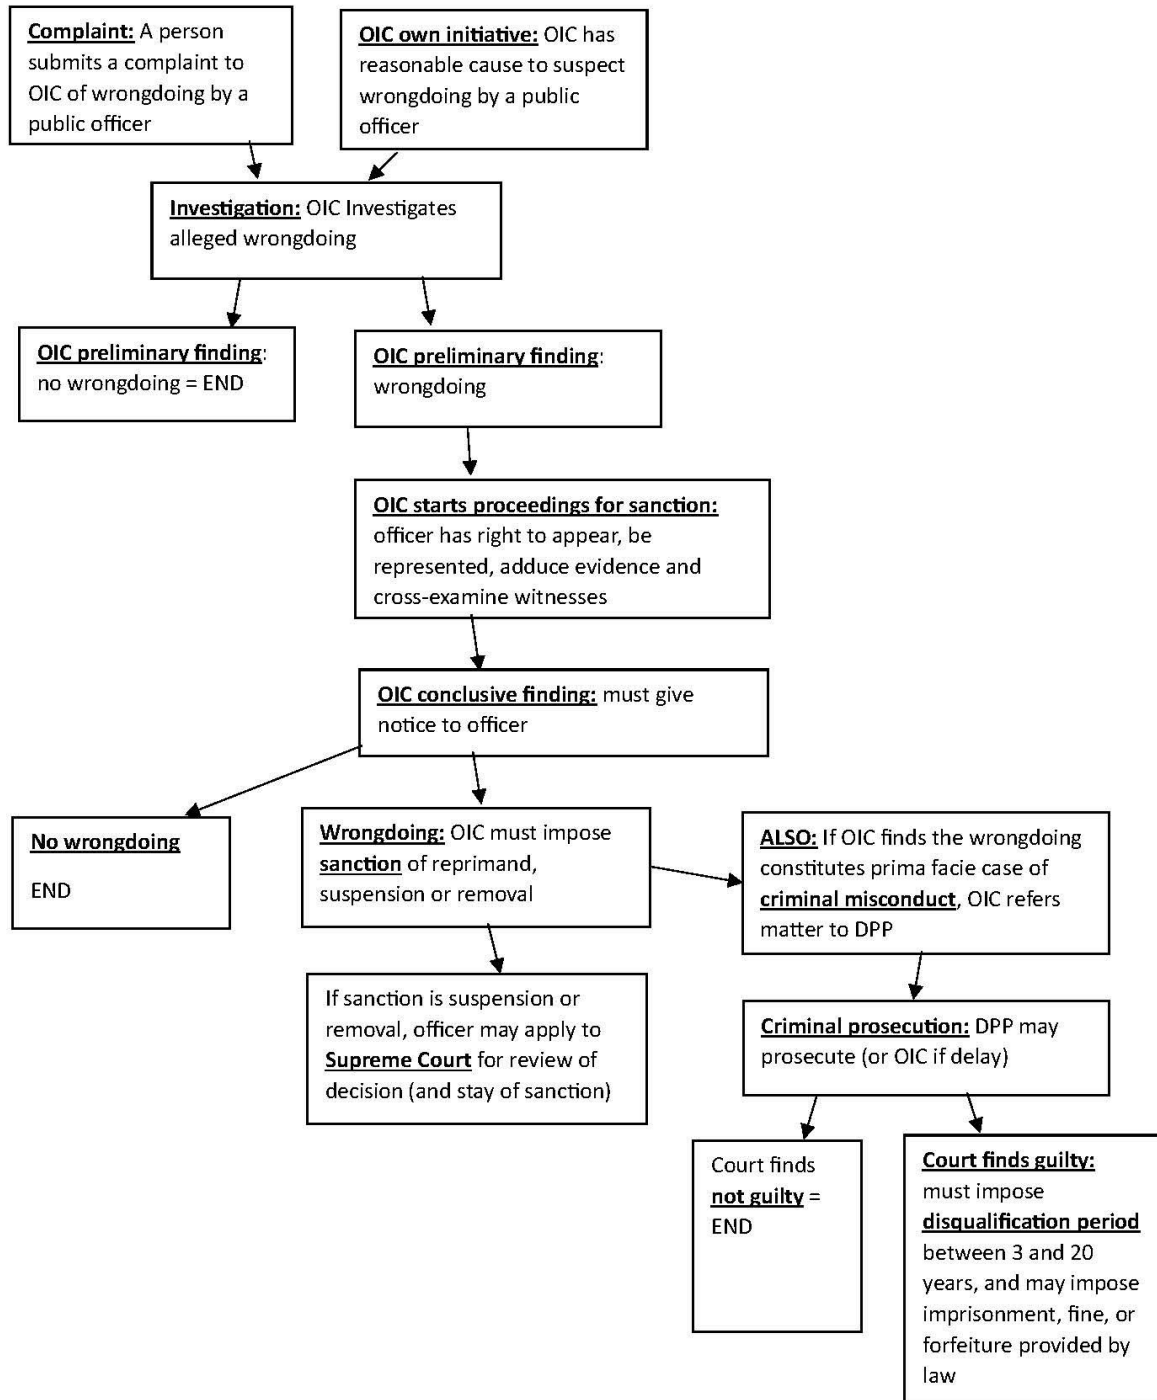 Complaint: A person
submits a complaint to
OIC of wrongdoing by a
public officer
OIC own initiative: OIC has
reasonable cause to suspect
wrongdoing by a public
officer
Investigation: OIC Investigates
alleged wrongdoing
OIC preliminary finding:
no wrongdoing = END
OIC preliminary finding:
wrongdoing
OIC starts proceedings for sanction:
officer has right to appear, be
represented, adduce evidence and
cross-examine witnesses
OIC conclusive finding: must give
notice to officer
No wrongdoing
END
Wrongdoing: OIC must impose
sanction of reprimand,
suspension or removal
ALSO: If OIC finds the wrongdoing
constitutes prima facie case of
criminal misconduct, OIC refers
matter to DPP
If sanction is suspension or
removal, officer may apply to
Supreme Court for review of
decision (and stay of sanction)
Criminal prosecution: DPP may
prosecute (or OIC if delay)
Court finds
not guilty =
END
Court finds guilty:
must impose
disqualification period
between 3 and 20
years, and may impose
imprisonment, fine, or
forfeiture provided by
law